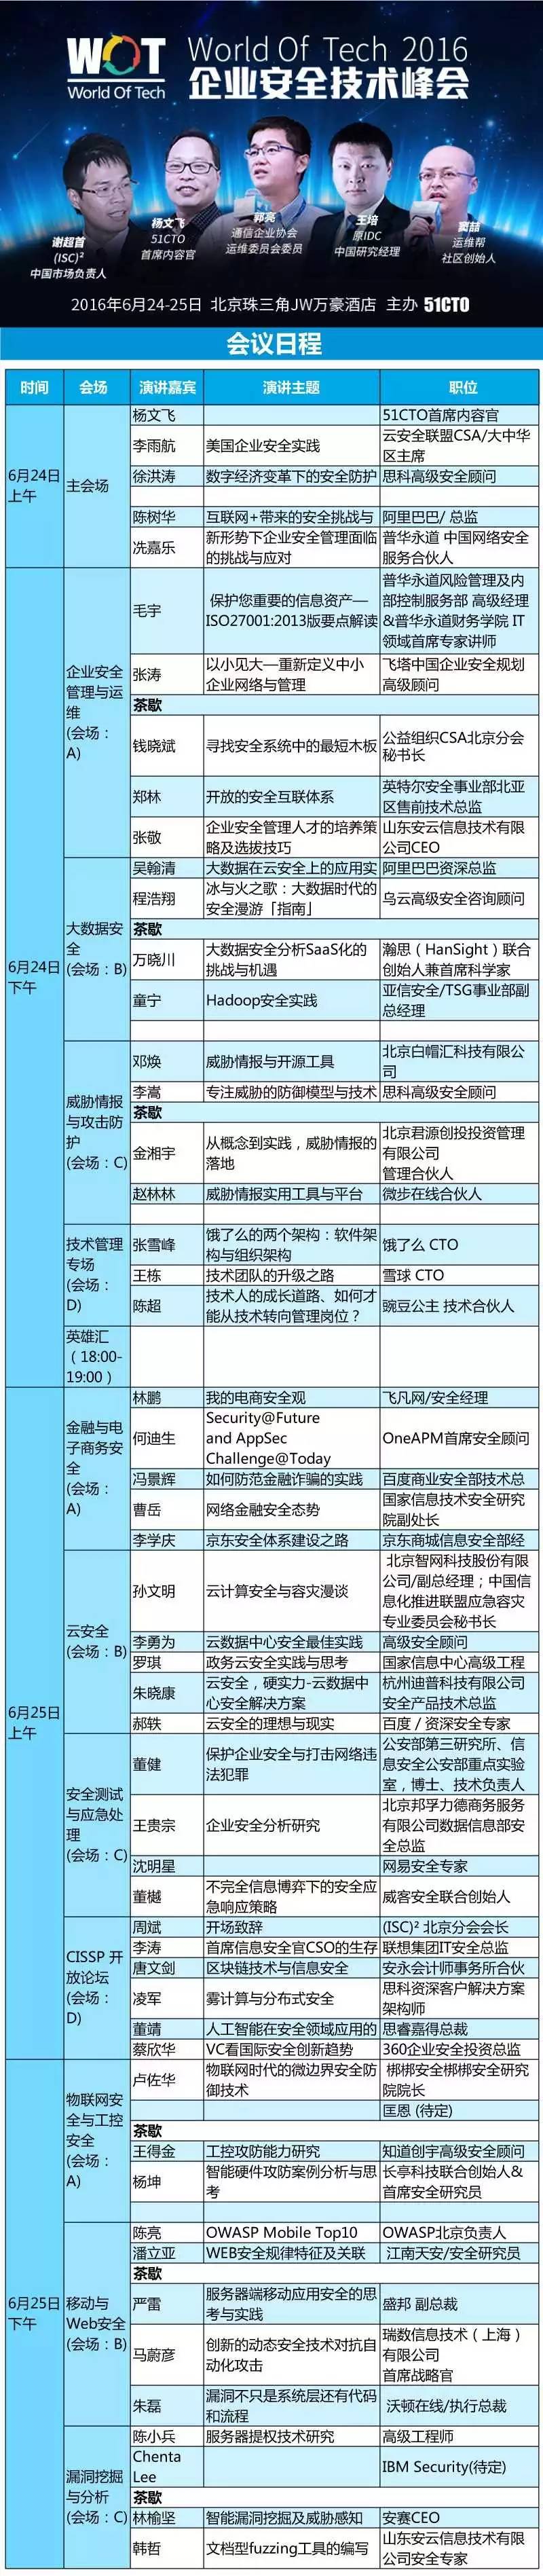 WOT
World Of Tech
World Of Tech 2016
企业安全技术峰会
谢超首
(ISC)²
中国市场负责人
杨文飞
51CTO
首席内容官
郭亮
通信企业协会
运维委员会委员
王培
原IDC
中国研究经理
窦喆
运维帮
社区创始人
2016年6月24-25日 北京珠三角JW万豪酒店 主办 51CTO
会议日程
时间 会场 演讲嘉宾 演讲主题 职位
6月24日
上午
主会场
杨文飞 51CTO首席内容官
李雨航 美国企业安全实践 云安全联盟CSA/大中华
区主席
徐洪涛 数字经济变革下的安全防护 思科高级安全顾问
陈树华 互联网+带来的安全挑战与 阿里巴巴/ 总监
冼嘉乐 新形势下企业安全管理面临 普华永道 中国网络安全
的挑战与应对 服务合伙人
6月24日
下午
企业安全
管理与运
维
(会场：
A)
毛宇 保护您重要的信息资产— 普华永道风险管理及内
ISO27001:2013版要点解读 部控制服务部 高级经理
&普华永道财务学院 IT
领域首席专家讲师
张涛 以小见大—重新定义中小 飞塔中国企业安全规划
企业网络与管理 高级顾问
茶歇
钱晓斌 寻找安全系统中的最短木板 公益组织CSA北京分会
秘书长
郑林 开放的安全互联体系 英特尔安全事业部北亚
区售前技术总监
张敬 企业安全管理人才的培养策 山东安云信息技术有限
略及选拔技巧 公司CEO
大数据安
全
(会场：B)
吴翰清 大数据在云安全上的应用实 阿里巴巴资深总监
程浩翔 冰与火之歌：大数据时代的 乌云高级安全咨询顾问
安全漫游「指南」
茶歇
万晓川 大数据安全分析SaaS化的 瀚思（HanSight）联合
挑战与机遇 创始人兼首席科学家
童宁 Hadoop安全实践 亚信安全/TSG事业部副
总经理
威胁情报
与攻击防
护
(会场：C)
邓焕 威胁情报与开源工具 北京白帽汇科技有限公
司
李嵩 专注威胁的防御模型与技术 思科高级安全顾问
茶歇
金湘宇 从概念到实践，威胁情报的 北京君源创投投资管理
落地 有限公司
管理合伙人
赵林林 威胁情报实用工具与平台 微步在线合伙人
技术管理
专场
(会场：
D)
张雪峰 饿了么的两个架构：软件架 饿了么 CTO
构与组织架构
王栋 技术团队的升级之路 雪球 CTO
陈超 技术人的成长道路、如何才 豌豆公主 技术合伙人
能从技术转向管理岗位？
英雄汇
（18:00-
19:00）
6月25日
上午
金融与电
子商务安
全
(会场：
A)
林鹏 我的电商安全观 飞凡网/安全经理
何迪生 Security@Future OneAPM首席安全顾问
and AppSec
Challenge@Today
冯景辉 如何防范金融诈骗的实践 百度商业安全部技术总
曹岳 网络金融安全态势 国家信息技术安全研究
院副处长
李学庆 京东安全体系建设之路 京东商城信息安全部经
云安全
(会场：B)
孙文明 云计算安全与容灾漫谈 北京智网科技股份有限
公司/副总经理；中国信
息化推进联盟应急容灾
专业委员会秘书长
李勇为 云数据中心安全最佳实践 高级安全顾问
罗琪 政务云安全实践与思考 国家信息中心高级工程
朱晓康 云安全，硬实力-云数据中 杭州迪普科技有限公司
心安全解决方案 安全产品技术总监
郝轶 云安全的理想与现实 百度 / 资深安全专家
安全测试
与应急处
理
(会场：C)
董健 保护企业安全与打击网络违 公安部第三研究所、信
法犯罪 息安全公安部重点实验
室，博士、技术负责人
王贵宗 企业安全分析研究 北京邦孚力德商务服务
有限公司数据信息部安
全总监
沈明星 网易安全专家
董樾 不完全信息博弈下的安全应 威客安全联合创始人
急响应策略
CISSP 开
放论坛
(会场：
D)
周斌 开场致辞 (ISC)² 北京分会会长
李涛 首席信息安全官CSO的生存 联想集团IT安全总监
唐文剑 区块链技术与信息安全 安永会计师事务所合伙
凌军 雾计算与分布式安全 思科资深客户解决方案
架构师
董靖 人工智能在安全领域应用的 思睿嘉得总裁
蔡欣华 VC看国际安全创新趋势 360企业安全投资总监
6月25日
下午
物联网安
全与工控
安全
(会场：
A)
卢佐华 物联网时代的微边界安全防 梆梆安全梆梆安全研究
御技术 院院长
匡恩 (待定)
茶歇
王得金 工控攻防能力研究 知道创宇高级安全顾问
杨坤 智能硬件攻防案例分析与思 长亭科技联合创始人&
考 首席安全研究员
移动与
Web安全
(会场：B)
陈亮 OWASP Mobile Top10 OWASP北京负责人
潘立亚 WEB安全规律特征及关联 江南天安/安全研究员
茶歇
严雷 服务器端移动应用安全的思 盛邦 副总裁
考与实践
马蔚彦 创新的动态安全技术对抗自 瑞数信息技术（上海）
动化攻击 有限公司
首席战略官
朱磊 漏洞不只是系统层还有代码 沃顿在线/执行总裁
和流程
漏洞挖掘
与分析
(会场：C)
陈小兵 服务器提权技术研究 高级工程师
Chenta IBM Security(待定)
Lee
茶歇
林榆坚 智能漏洞挖掘及威胁感知 安赛CEO
韩哲 文档型fuzzing工具的编写 山东安云信息技术有限
公司安全专家